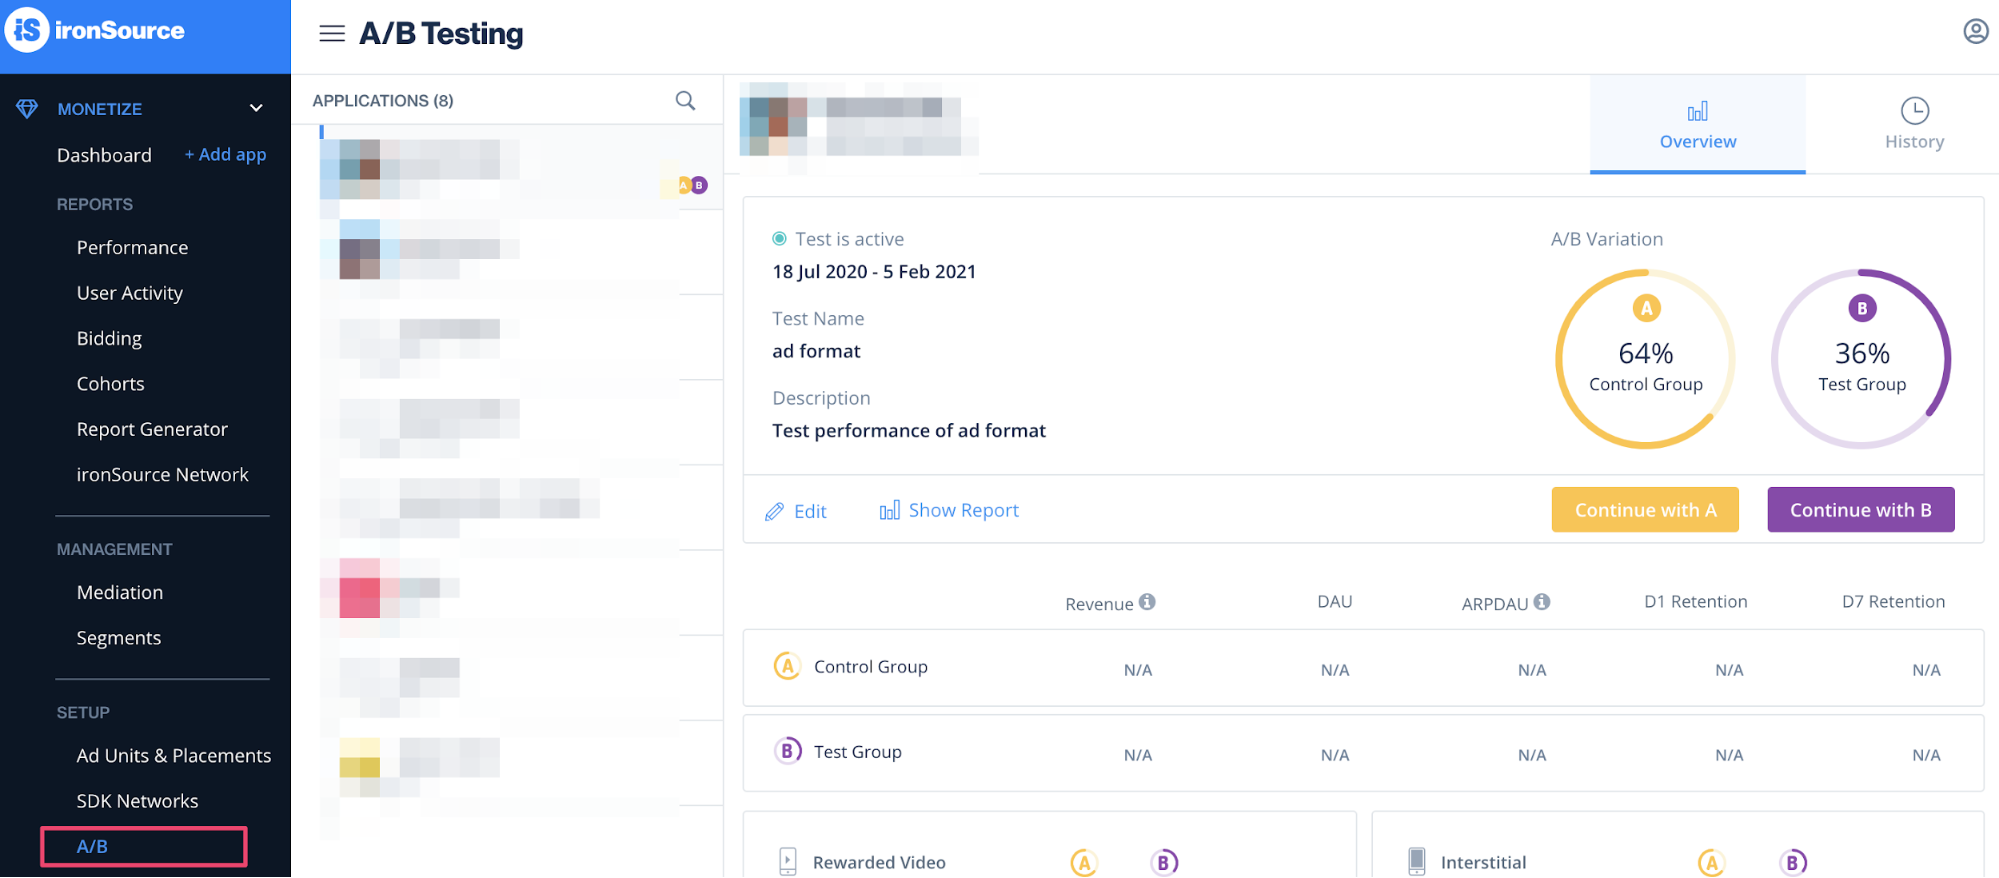 iS ironSource
A/B Testing
MONETIZE
Dashboard + Add app
REPORTS
Performance
User Activity
Bidding
Cohorts
Report Generator
ironSource Network
MANAGEMENT
Mediation
Segments
SETUP
Ad Units & Placements
SDK Networks
A/B
APPLICATIONS (8)
A B
Overview
History
Test is active
18 Jul 2020 - 5 Feb 2021
Test Name
ad format
Description
Test performance of ad format
A/B Variation
A
64%
Control Group
B
36%
Test Group
Edit Show Report
Continue with A Continue with B
Revenue DAU ARPDAU D1 Retention D7 Retention
A Control Group N/A N/A N/A N/A N/A
B Test Group N/A N/A N/A N/A N/A
Rewarded Video A B
Interstitial A B